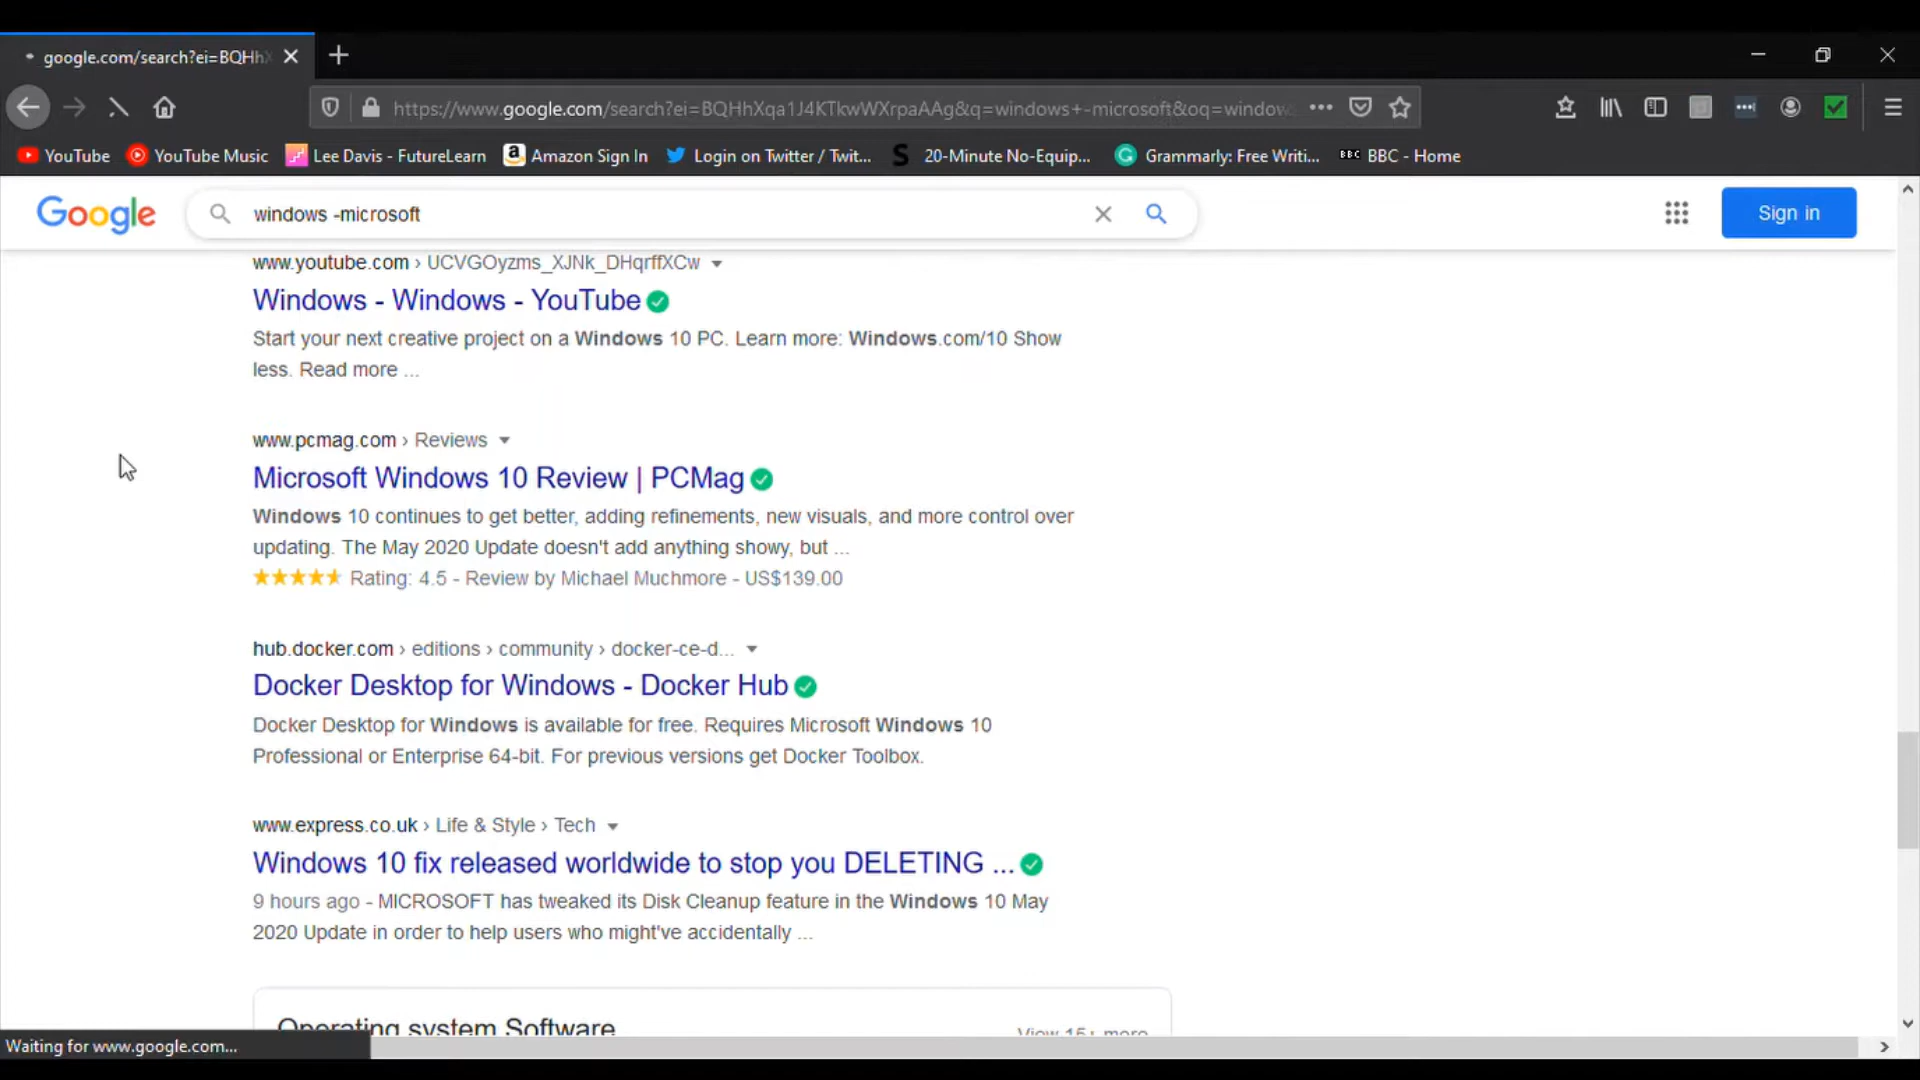 google.com/search?ei=BQHhX
https://www.google.com/search?ei=BQHhXqa1J4KTkwWXrpaAAg&q=windows+-microsoft&oq=window
YouTube YouTube Music Lee Davis - FutureLearn Amazon Sign In Login on Twitter / Twit... 20-Minute No-Equip... Grammarly: Free Writi... BBC BBC - Home
Google windows -microsoft Sign in
www.youtube.com › UCVGOyzms_XJNk_DHqrffXCw
Windows - Windows - YouTube
Start your next creative project on a Windows 10 PC. Learn more: Windows.com/10 Show
less. Read more ...
www.pcmag.com › Reviews
Microsoft Windows 10 Review | PCMag
Windows 10 continues to get better, adding refinements, new visuals, and more control over
updating. The May 2020 Update doesn't add anything showy, but ...
Rating: 4.5 - Review by Michael Muchmore - US$139.00
hub.docker.com › editions › community › docker-ce-d...
Docker Desktop for Windows - Docker Hub
Docker Desktop for Windows is available for free. Requires Microsoft Windows 10
Professional or Enterprise 64-bit. For previous versions get Docker Toolbox.
www.express.co.uk › Life & Style › Tech
Windows 10 fix released worldwide to stop you DELETING ...
9 hours ago - MICROSOFT has tweaked its Disk Cleanup feature in the Windows 10 May
2020 Update in order to help users who might've accidentally ...
Operating system Software View 15+ more
Waiting for www.google.com...